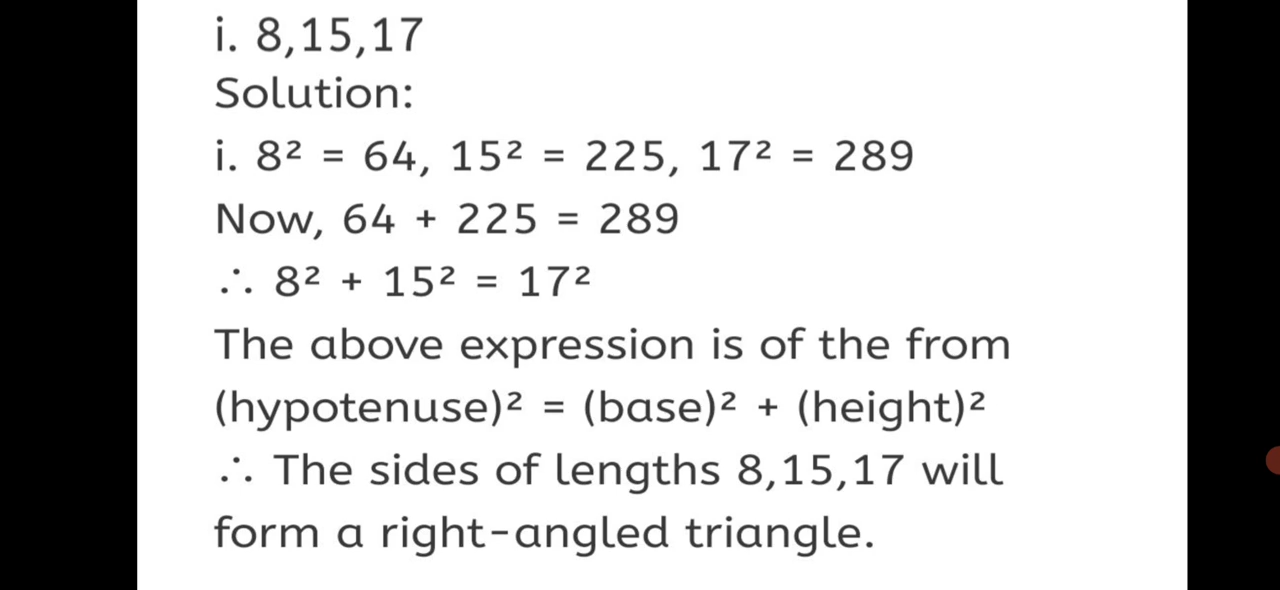 i. 8,15,17
Solution:
i. 8² = 64, 15² = 225, 17² = 289
Now, 64 + 225 = 289
∴ 8² + 15² = 17²
The above expression is of the from
(hypotenuse)² = (base)² + (height)²
∴ The sides of lengths 8,15,17 will
form a right-angled triangle.